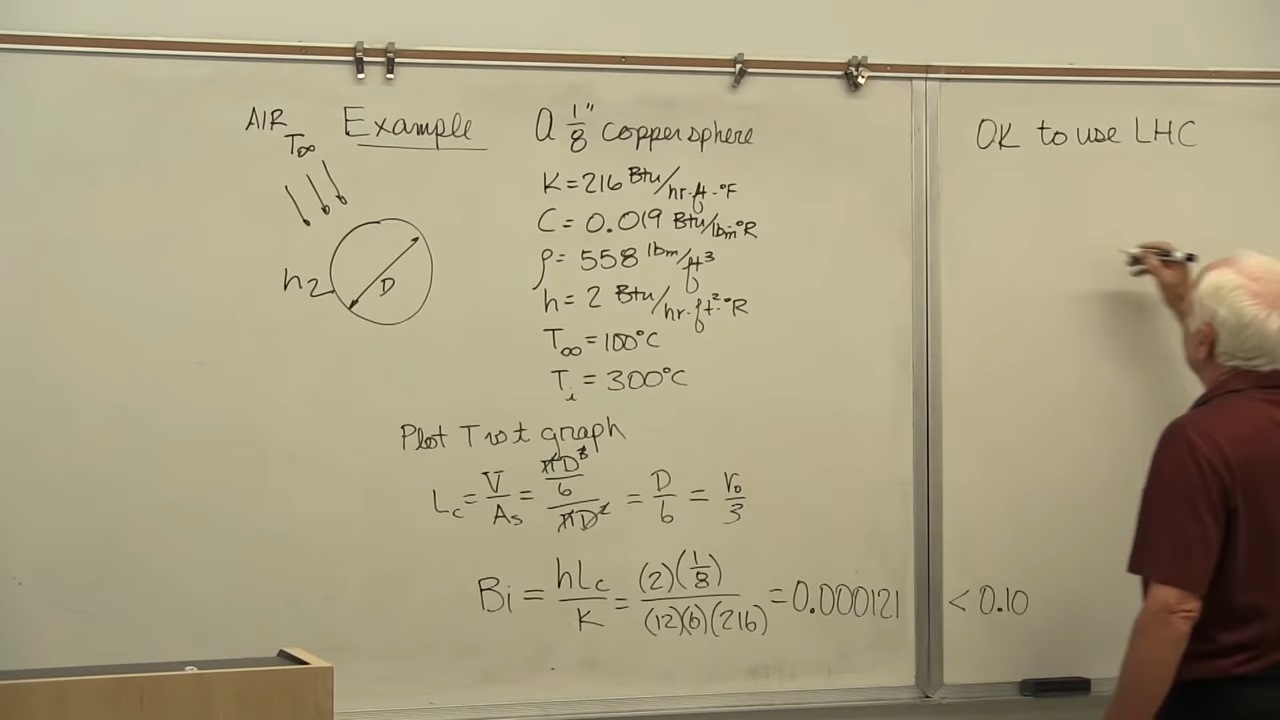 AIR
T∞
Example
a 1/8" copper sphere
K = 216 Btu/hr-ft-°F
C = 0.019 Btu/lbm°R
ρ = 558 lbm/ft³
h = 2 Btu/hr-ft²-°R
T∞ = 100°C
Ti = 300°C
h2
D
Plot T vs t graph
Lc = V/As = (πD³/6)/(πD²) = D/6 = r₀/3
Bi = hLc/K = (2)(1/8)/(12)(6)(216) = 0.000121 < 0.10
OK to use LHC